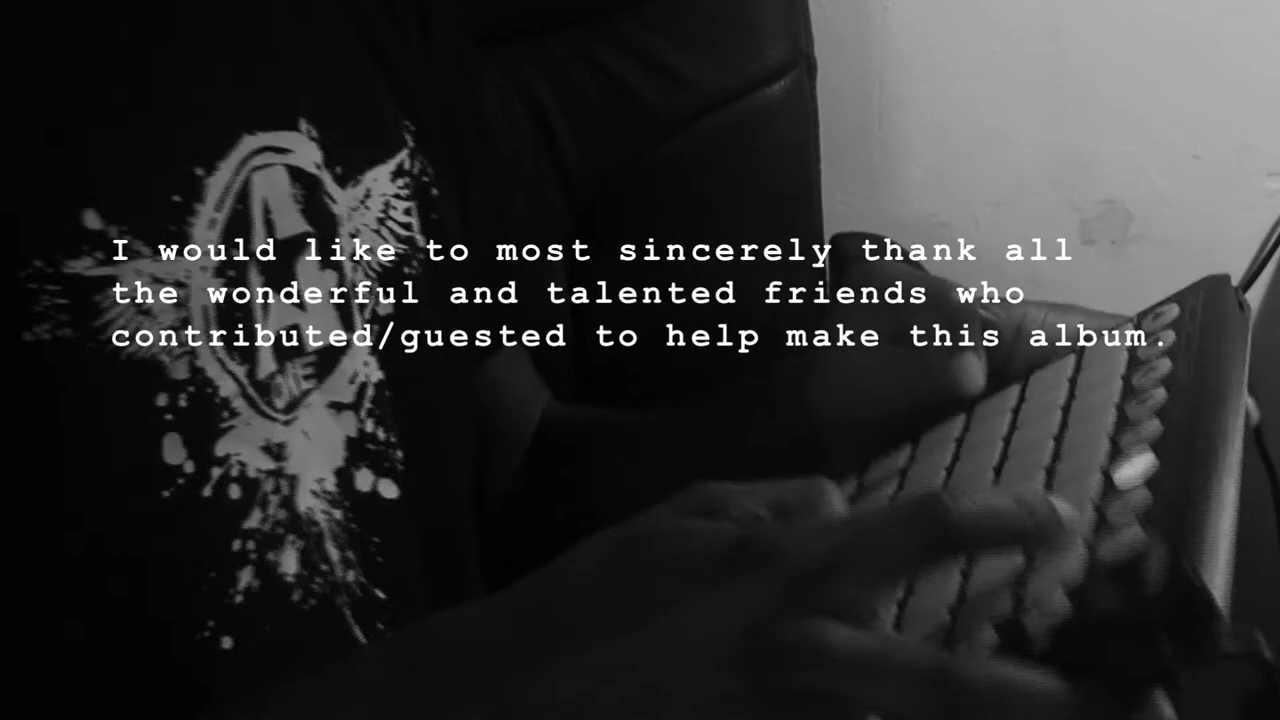 I would like to most sincerely thank all
the wonderful and talented friends who
contributed/guested to help make this album.